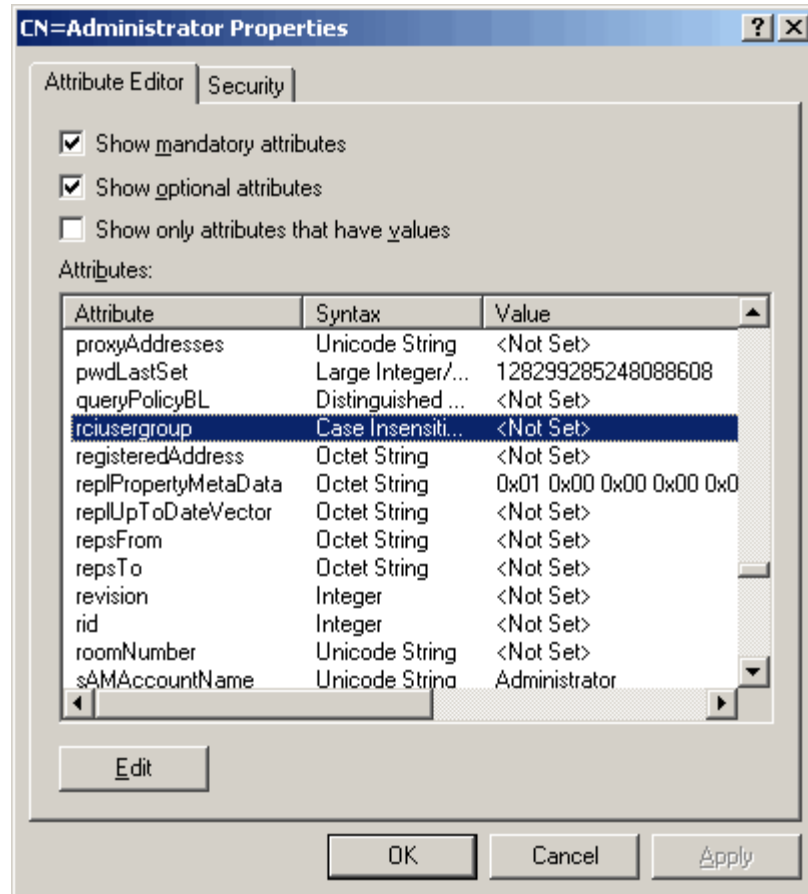 CN=Administrator Properties
Attribute Editor Security
Show mandatory attributes
Show optional attributes
Show only attributes that have values
Attributes:
Attribute Syntax Value
proxyAddresses Unicode String <Not Set>
pwdLastSet Large Integer/... 128299285248088608
queryPolicyBL Distinguished ... <Not Set>
rciusergroup Case Insensiti... <Not Set>
registeredAddress Octet String <Not Set>
replPropertyMetaData Octet String 0x01 0x00 0x00 0x00 0x0
replUpToDateVector Octet String <Not Set>
repsFrom Octet String <Not Set>
repsTo Octet String <Not Set>
revision Integer <Not Set>
rid Integer <Not Set>
roomNumber Unicode String <Not Set>
sAMAccountName Unicode String Administrator
Edit
OK Cancel Apply